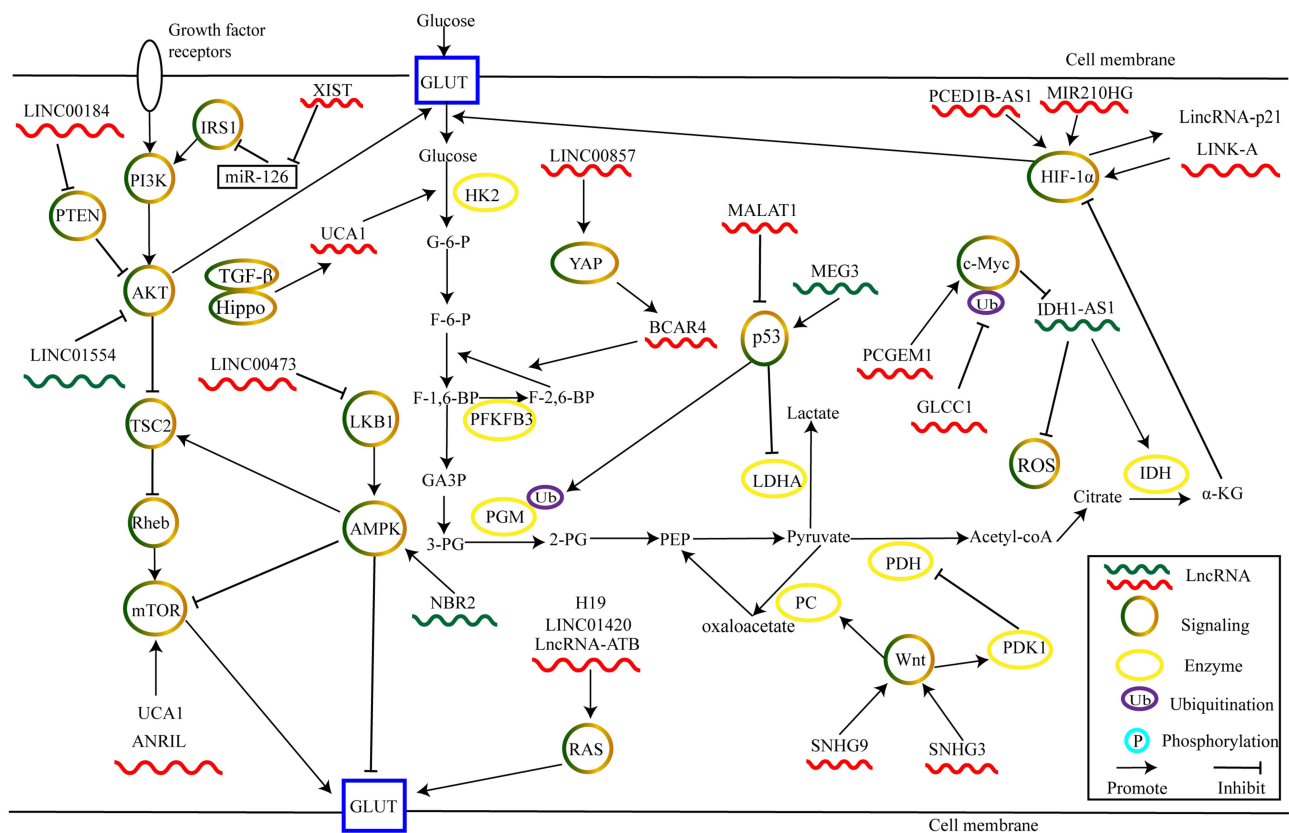 Glucose
Growth factor
receptors
Cell membrane
GLUT
LINC00184
XIST
IRS1
miR-126
PI3K
PTEN
AKT
LINC01554
TGF-β
Hippo
UCA1
Glucose
HK2
G-6-P
F-6-P
F-1,6-BP
F-2,6-BP
PFKFB3
LINC00857
YAP
BCAR4
MALAT1
MEG3
p53
PCED1B-AS1
MIR210HG
LincRNA-p21
LINK-A
HIF-1α
c-Myc
Ub
IDH1-AS1
PCGEM1
GLCC1
ROS
IDH
LINC00473
LKB1
TSC2
Rheb
AMPK
mTOR
GA3P
3-PG
PGM
Ub
2-PG
PEP
Pyruvate
Lactate
LDHA
Acetyl-coA
Citrate
α-KG
PDH
PC
oxaloacetate
Wnt
PDK1
SNHG9
SNHG3
NBR2
H19
LINC01420
LncRNA-ATB
RAS
UCA1
ANRIL
GLUT
Cell membrane
LncRNA
Signaling
Enzyme
Ub
Ubiquitination
P
Phosphorylation
Promote
Inhibit